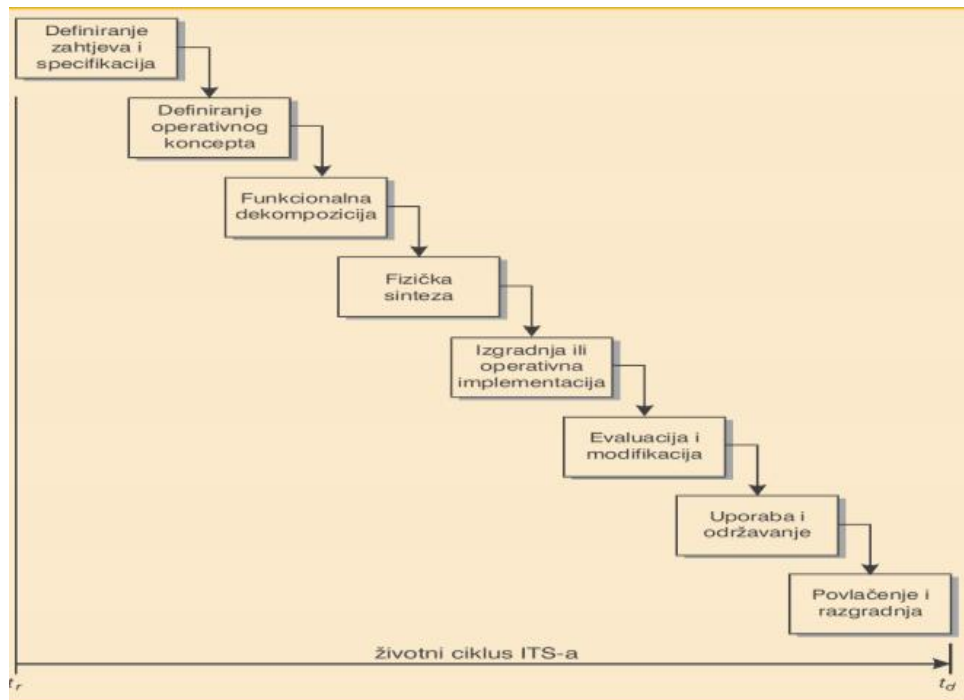 Definiranje
zahtjeva i
specifikacija
Definiranje
operativnog
koncepta
Funkcionalna
dekompozicija
Fizička
sinteza
Izgradnja ili
operativna
implementacija
Evaluacija i
modifikacija
Uporaba i
održavanje
Povlačenje i
razgradnja
životni ciklus ITS-a
tr
td